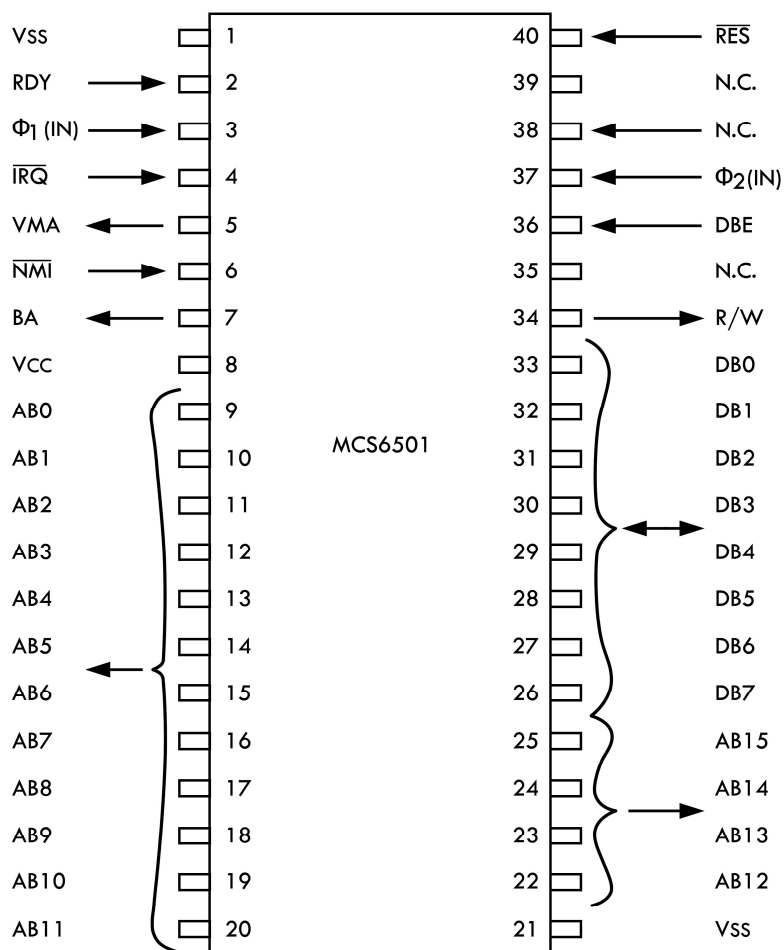 Vss 1 40 R̅E̅S̅
RDY 2 39 N.C.
Φ1 (IN) 3 38 N.C.
I̅R̅Q̅ 4 37 Φ2(IN)
VMA 5 36 DBE
N̅M̅I̅ 6 35 N.C.
BA 7 34 R/W
Vcc 8 33 DB0
AB0 9 32 DB1
MCS6501
AB1 10 31 DB2
AB2 11 30 DB3
AB3 12 29 DB4
AB4 13 28 DB5
AB5 14 27 DB6
AB6 15 26 DB7
AB7 16 25 AB15
AB8 17 24 AB14
AB9 18 23 AB13
AB10 19 22 AB12
AB11 20 21 Vss